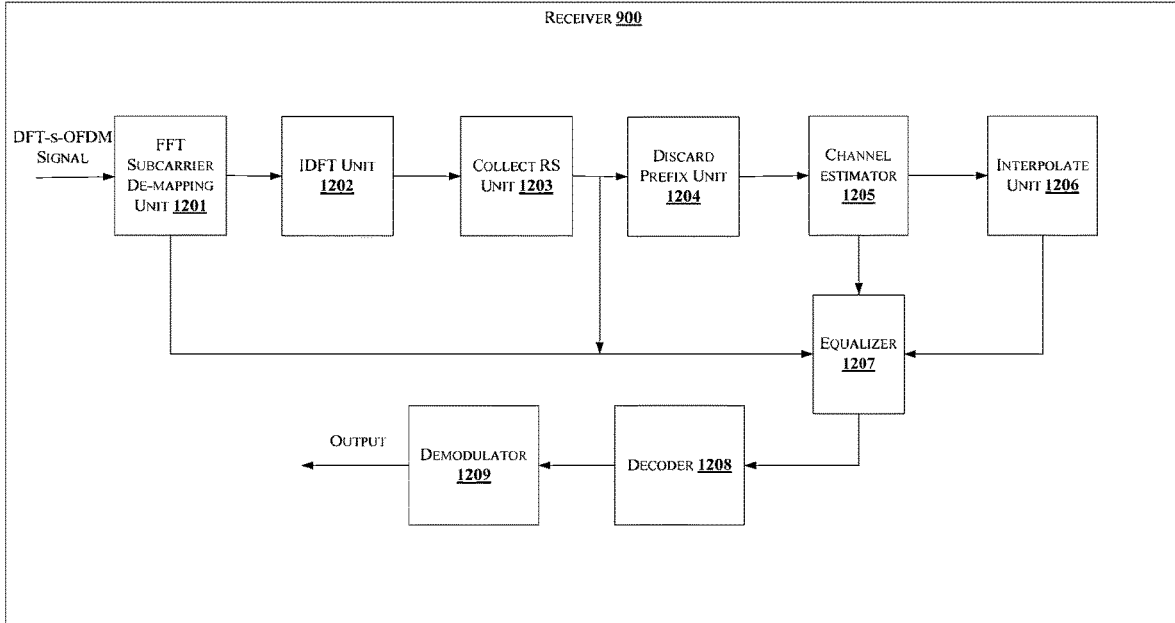 RECEIVER 900
DFT-S-OFDM
SIGNAL
FFT
SUBCARRIER
DE-MAPPING
UNIT 1201
IDFT UNIT
1202
COLLECT RS
UNIT 1203
DISCARD
PREFIX UNIT
1204
CHANNEL
ESTIMATOR
1205
INTERPOLATE
UNIT 1206
EQUALIZER
1207
OUTPUT
DEMODULATOR
1209
DECODER 1208